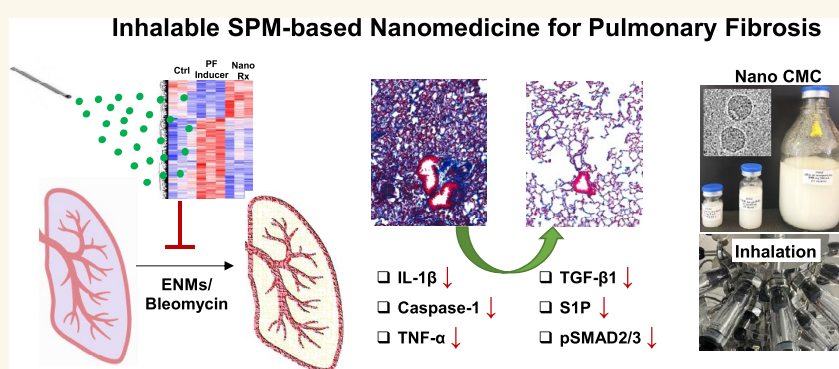 Inhalable SPM-based Nanomedicine for Pulmonary Fibrosis
Ctrl PF Inducer Nano Rx
ENMs/
Bleomycin
IL-1β ↓
Caspase-1 ↓
TNF-α ↓
TGF-β1 ↓
S1P ↓
pSMAD2/3 ↓
Nano CMC
Inhalation